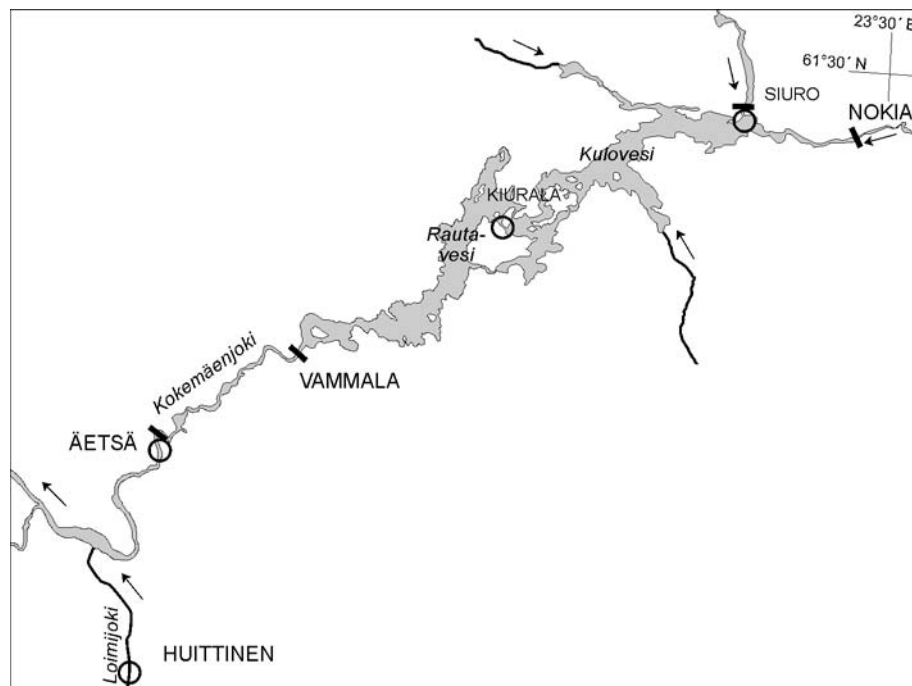 23°30´ E
61°30´ N
SIURO
NOKIA
Kulovesi
KIURALA
Rauta-
vesi
Kokemäenjoki
VAMMALA
ÄETSÄ
Loimijoki
HUITTINEN